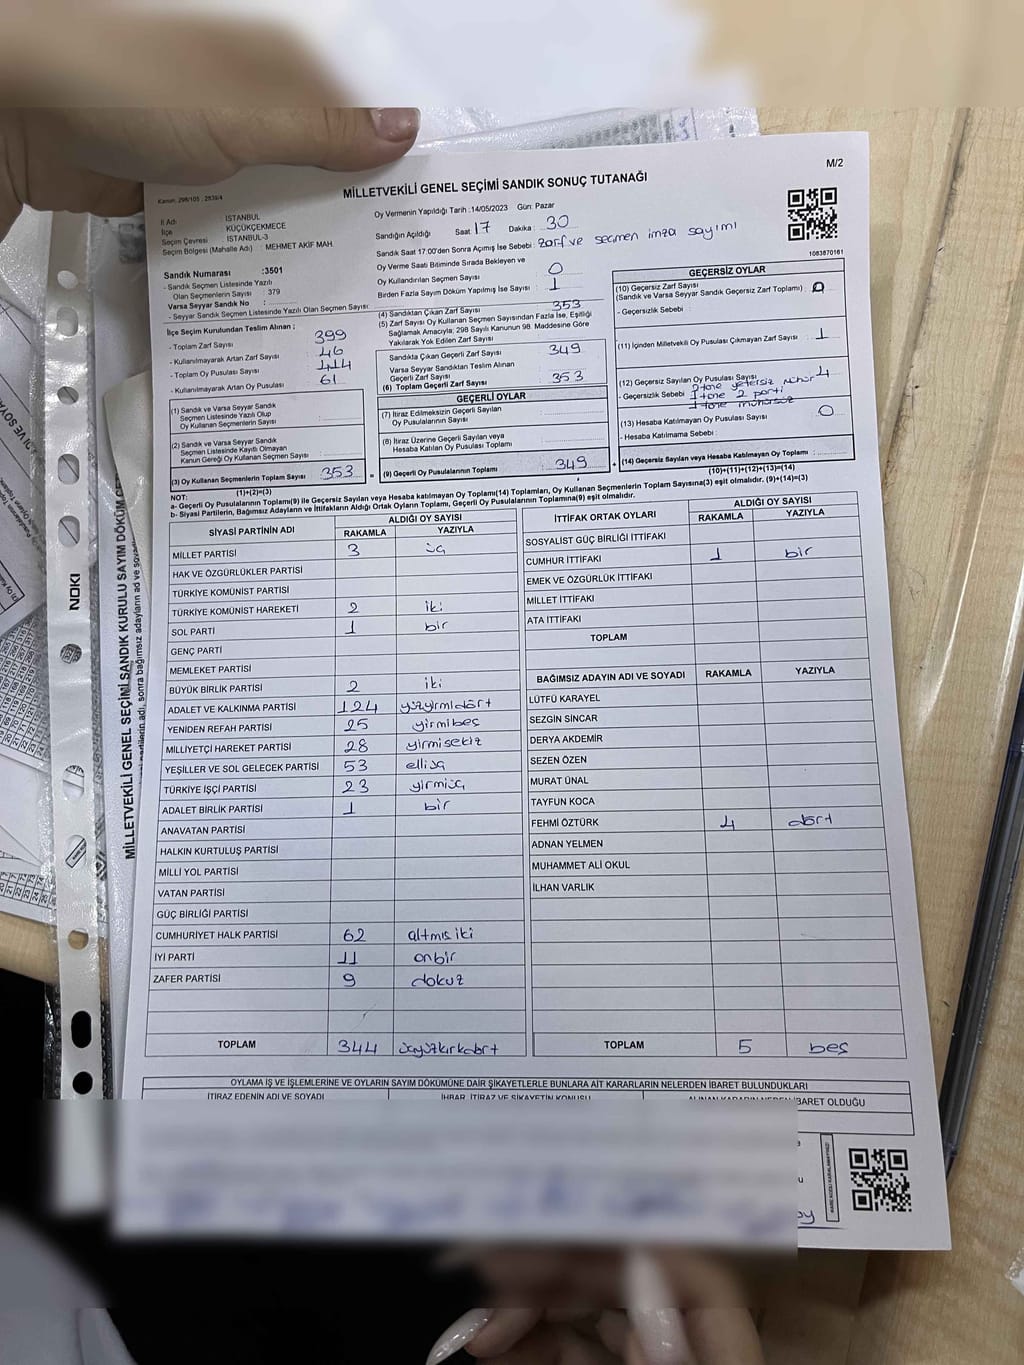 M/2
Kanun: 298/105 , 2839/4
MİLLETVEKİLİ GENEL SEÇİMİ SANDIK SONUÇ TUTANAĞI
İl Adı : İSTANBUL
İlçe : KÜÇÜKÇEKMECE
Seçim Çevresi : İSTANBUL-3
Seçim Bölgesi (Mahalle Adı) : MEHMET AKİF MAH.
Sandık Numarası :3501
- Sandık Seçmen Listesinde Yazılı
Olan Seçmenlerin Sayısı : 379
Varsa Seyyar Sandık No :
- Seyyar Sandık Seçmen Listesinde Yazılı Olan Seçmen Sayısı:
Oy Vermenin Yapıldığı Tarih :14/05/2023 Gün: Pazar
Sandığın Açıldığı Saat: 17 Dakika : 30
Sandık Saat 17.00'den Sonra Açımış İse Sebebi : zarf ve seçmen imza sayımı
Oy Verme Saati Bitiminde Sırada Bekleyen ve
Oy Kullandırılan Seçmen Sayısı : 0
Birden Fazla Sayım Döküm Yapılmış İse Sayısı : 1
1083870161
İlçe Seçim Kurulundan Teslim Alınan ;
- Toplam Zarf Sayısı : 399
- Kullanılmayarak Artan Zarf Sayısı : 46
- Toplam Oy Pusulası Sayısı : 414
- Kullanılmayarak Artan Oy Pusulası : 61
(1) Sandık ve Varsa Seyyar Sandık
Seçmen Listesinde Yazılı Olup
Oy Kullanan Seçmenlerin Sayısı
(2) Sandık ve Varsa Seyyar Sandık
Seçmen Listesinde Kayıtlı Olmayan
Kanun Gereği Oy Kullanan Seçmen Sayısı :
(3) Oy Kullanan Seçmenlerin Toplam Sayısı : 353
(1)+(2)=(3)
(4) Sandıktan Çıkan Zarf Sayısı : 353
(5) Zarf Sayısı Oy Kullanan Seçmen Sayısından Fazla İse, Eşitliği
Sağlamak Amacıyla; 298 Sayılı Kanunun 98. Maddesine Göre
Yakılarak Yok Edilen Zarf Sayısı :
Sandıkta Çıkan Geçerli Zarf Sayısı : 349
Varsa Seyyar Sandıktan Teslim Alınan
Geçerli Zarf Sayısı
(6) Toplam Geçerli Zarf Sayısı : 353
GEÇERLİ OYLAR
(7) İtiraz Edilmeksizin Geçerli Sayılan
Oy Pusulalarının Sayısı :
(8) İtiraz Üzerine Geçerli Sayılan veya
Hesaba Katılan Oy Pusulası Toplamı :
= (9) Geçerli Oy Pusulalarının Toplamı : 349
GEÇERSİZ OYLAR
(10) Geçersiz Zarf Sayısı
(Sandık ve Varsa Seyyar Sandık Geçersiz Zarf Toplamı) : 0
- Geçersizlik Sebebi :
(11) İçinden Milletvekili Oy Pusulası Çıkmayan Zarf Sayısı : 1
(12) Geçersiz Sayılan Oy Pusulası Sayısı : 4
- Geçersizlik Sebebi : 2 tane yetersiz mühür
1 tane 2 parti
1 tane mühürsüz
(13) Hesaba Katılmayan Oy Pusulası Sayısı : 0
- Hesaba Katılmama Sebebi :
+ (14) Geçersiz Sayılan veya Hesaba Katılmayan Oy Toplamı :
(10)+(11)+(12)+(13)=(14)
NOT:
a- Geçerli Oy Pusulalarının Toplamı(9) ile Geçersiz Sayılan veya Hesaba katılmayan Oy Toplamı(14) Toplamları, Oy Kullanan Seçmenlerin Toplam Sayısına(3) eşit olmalıdır. (9)+(14)=(3)
b- Siyasi Partilerin, Bağımsız Adayların ve İttifakların Aldığı Ortak Oyların Toplamı, Geçerli Oy Pusulalarının Toplamına(9) eşit olmalıdır.
SİYASİ PARTİNİN ADI ALDIĞI OY SAYISI
RAKAMLA YAZIYLA
MİLLET PARTİSİ 3 üç
HAK VE ÖZGÜRLÜKLER PARTİSİ
TÜRKİYE KOMÜNİST PARTİSİ
TÜRKİYE KOMÜNİST HAREKETİ 2 iki
SOL PARTİ 1 bir
GENÇ PARTİ
MEMLEKET PARTİSİ
BÜYÜK BİRLİK PARTİSİ 2 iki
ADALET VE KALKINMA PARTİSİ 124 yüzyirmidört
YENİDEN REFAH PARTİSİ 25 yirmibeş
MİLLİYETÇİ HAREKET PARTİSİ 28 yirmisekiz
YEŞİLLER VE SOL GELECEK PARTİSİ 53 elliüç
TÜRKİYE İŞÇİ PARTİSİ 23 yirmiüç
ADALET BİRLİK PARTİSİ 1 bir
ANAVATAN PARTİSİ
HALKIN KURTULUŞ PARTİSİ
MİLLİ YOL PARTİSİ
VATAN PARTİSİ
GÜÇ BİRLİĞİ PARTİSİ
CUMHURİYET HALK PARTİSİ 62 altmış iki
İYİ PARTİ 11 onbir
ZAFER PARTİSİ 9 dokuz
TOPLAM 344 üçyüzkırkdört
İTTİFAK ORTAK OYLARI ALDIĞI OY SAYISI
RAKAMLA YAZIYLA
SOSYALİST GÜÇ BİRLİĞİ İTTİFAKI
CUMHUR İTTİFAKI 1 bir
EMEK VE ÖZGÜRLÜK İTTİFAKI
MİLLET İTTİFAKI
ATA İTTİFAKI
TOPLAM
BAĞIMSIZ ADAYIN ADI VE SOYADI RAKAMLA YAZIYLA
LÜTFÜ KARAYEL
SEZGİN SİNCAR
DERYA AKDEMİR
SEZEN ÖZEN
MURAT ÜNAL
TAYFUN KOCA
FEHMİ ÖZTÜRK 4 dört
ADNAN YELMEN
MUHAMMET ALİ OKUL
İLHAN VARLIK
TOPLAM 5 beş
OYLAMA İŞ VE İŞLEMLERİNE VE OYLARIN SAYIM DÖKÜMÜNE DAİR ŞİKAYETLERLE BUNLARA AİT KARARLARIN NELERDEN İBARET BULUNDUKLARI
İTİRAZ EDENİN ADI VE SOYADI İHBAR, İTİRAZ VE ŞİKAYETİN KONUSU ALINAN KARARIN NEDEN İBARET OLDUĞU
NOKI
MİLLETVEKİLİ GENEL SEÇİMİ SANDIK KURULU SAYIM DÖKÜM